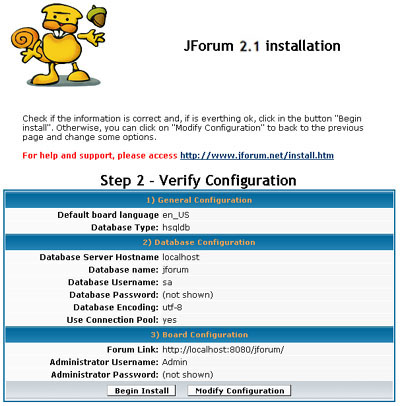 JForum 2.1 installation
Check if the information is correct and, if is everthing ok, click in the button "Begin
install". Otherwise, you can click on "Modify Configuration" to back to the previous
page and change some options.
For help and support, please access http://www.jforum.net/install.htm
Step 2 - Verify Configuration
1) General Configuration
Default board language en_US
Database Type: hsqldb
2) Database Configuration
Database Server Hostname localhost
Database name: jforum
Database Username: sa
Database Password: (not shown)
Database Encoding: utf-8
Use Connection Pool: yes
3) Board Configuration
Forum Link: http://localhost:8080/jforum/
Administrator Username: Admin
Administrator Password: (not shown)
Begin Install Modify Configuration